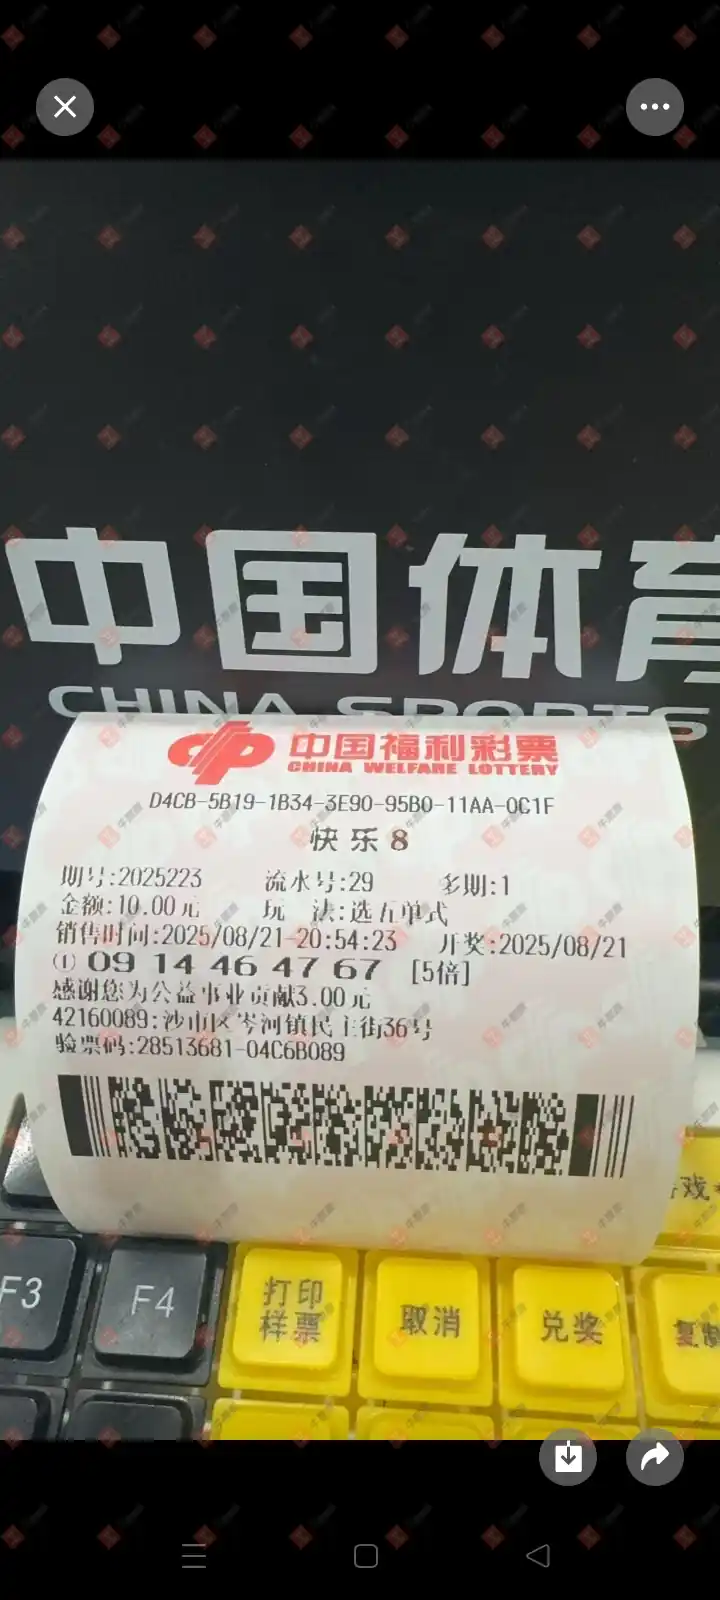 中国体育
CHINA SPORTS
中国福利彩票
CHINA WELFARE LOTTERY
D4CB-5B19-1B34-3E90-95B0-11AA-0C1F
快乐8
期号:2025223 流水号:29 多期:1
金额:10.00元 玩 法:选五单式
销售时间:2025/08/21-20:54:23 开奖:2025/08/21
① 09 14 46 47 67 [5倍]
感谢您为公益事业贡献3.00元
42160089:沙市区岑河镇民主街36号
验票码:28513681-04C6B089
F3
F4
打印
样票
取消
兑奖